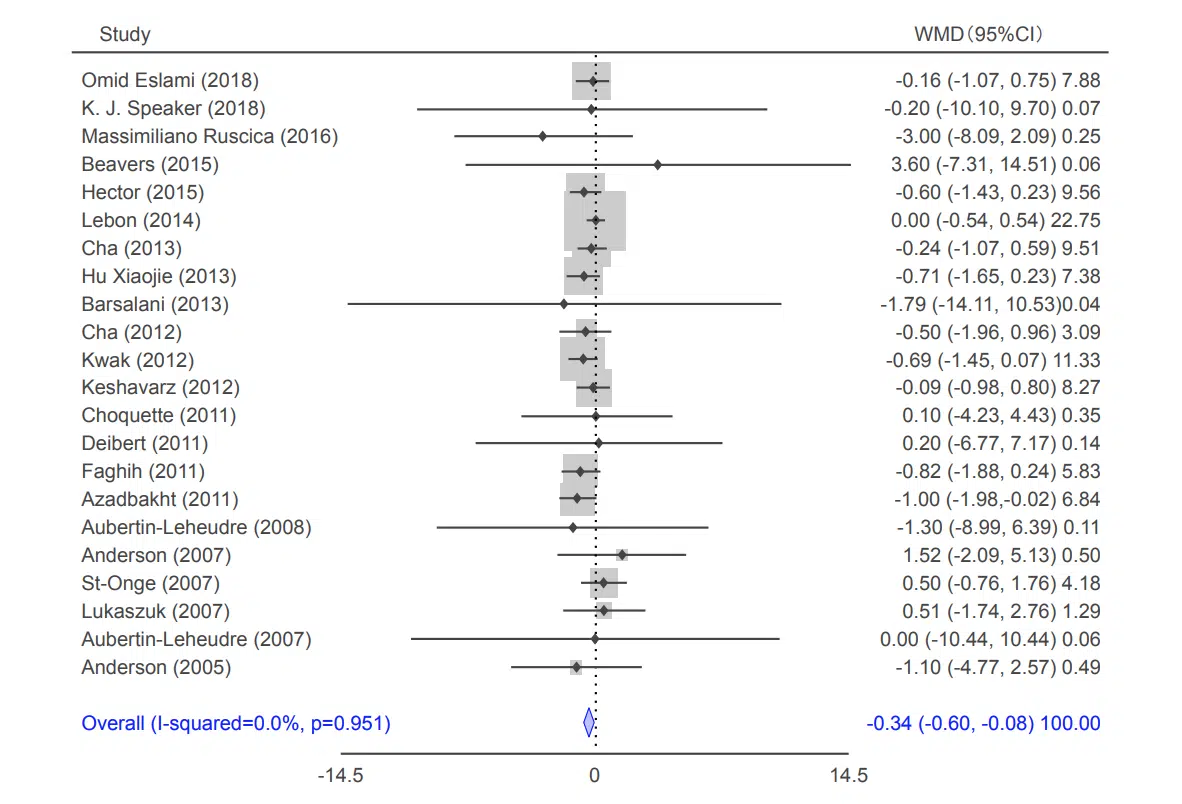 Study WMD(95%CI)
Omid Eslami (2018) -0.16 (-1.07, 0.75) 7.88
K. J. Speaker (2018) -0.20 (-10.10, 9.70) 0.07
Massimiliano Ruscica (2016) -3.00 (-8.09, 2.09) 0.25
Beavers (2015) 3.60 (-7.31, 14.51) 0.06
Hector (2015) -0.60 (-1.43, 0.23) 9.56
Lebon (2014) 0.00 (-0.54, 0.54) 22.75
Cha (2013) -0.24 (-1.07, 0.59) 9.51
Hu Xiaojie (2013) -0.71 (-1.65, 0.23) 7.38
Barsalani (2013) -1.79 (-14.11, 10.53)0.04
Cha (2012) -0.50 (-1.96, 0.96) 3.09
Kwak (2012) -0.69 (-1.45, 0.07) 11.33
Keshavarz (2012) -0.09 (-0.98, 0.80) 8.27
Choquette (2011) 0.10 (-4.23, 4.43) 0.35
Deibert (2011) 0.20 (-6.77, 7.17) 0.14
Faghih (2011) -0.82 (-1.88, 0.24) 5.83
Azadbakht (2011) -1.00 (-1.98,-0.02) 6.84
Aubertin-Leheudre (2008) -1.30 (-8.99, 6.39) 0.11
Anderson (2007) 1.52 (-2.09, 5.13) 0.50
St-Onge (2007) 0.50 (-0.76, 1.76) 4.18
Lukaszuk (2007) 0.51 (-1.74, 2.76) 1.29
Aubertin-Leheudre (2007) 0.00 (-10.44, 10.44) 0.06
Anderson (2005) -1.10 (-4.77, 2.57) 0.49
Overall (I-squared=0.0%, p=0.951) -0.34 (-0.60, -0.08) 100.00
-14.5 0 14.5